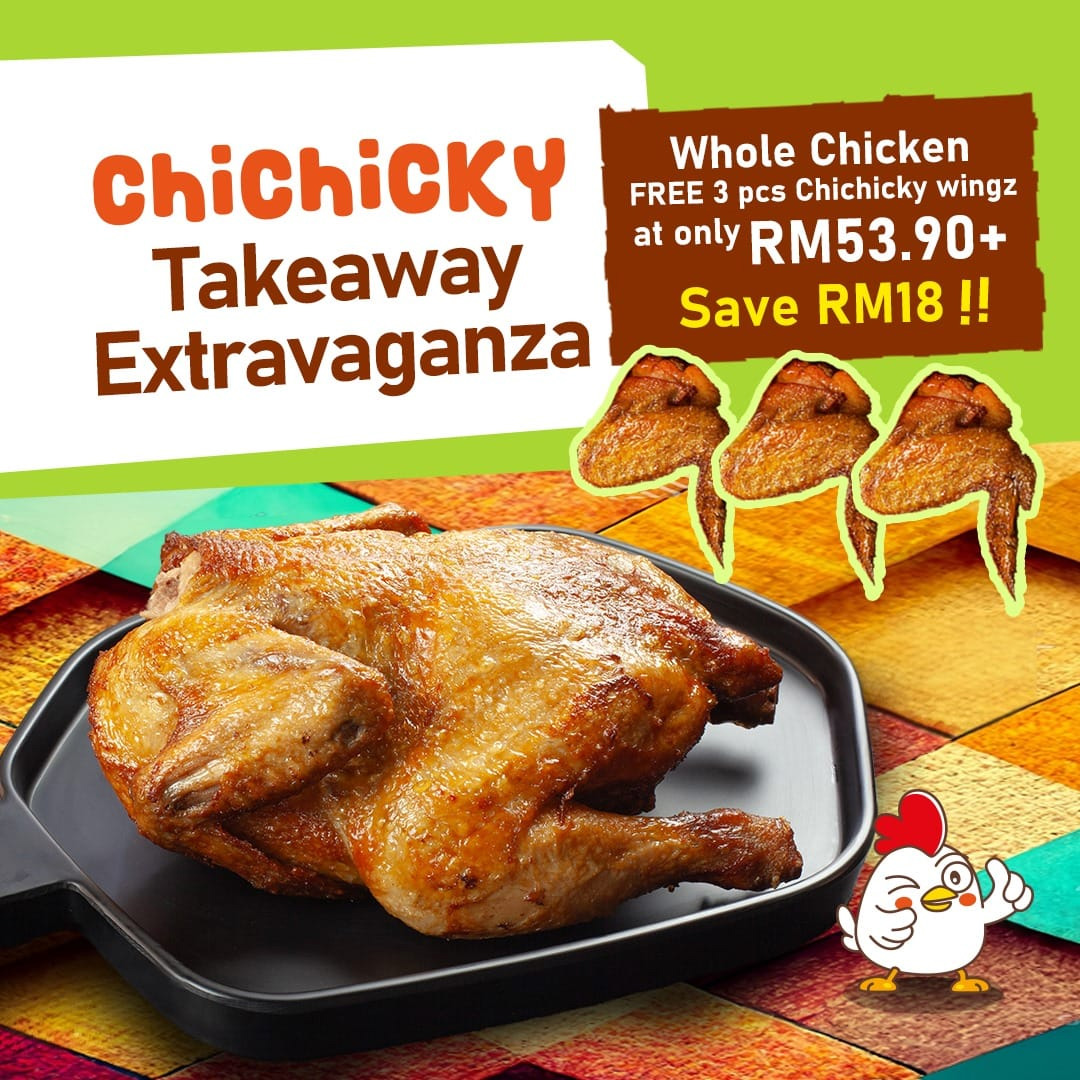 CHiCHiCKY
Takeaway
Extravaganza
Whole Chicken
FREE 3 pcs Chichicky wingz
at only RM53.90+
Save RM18 !!